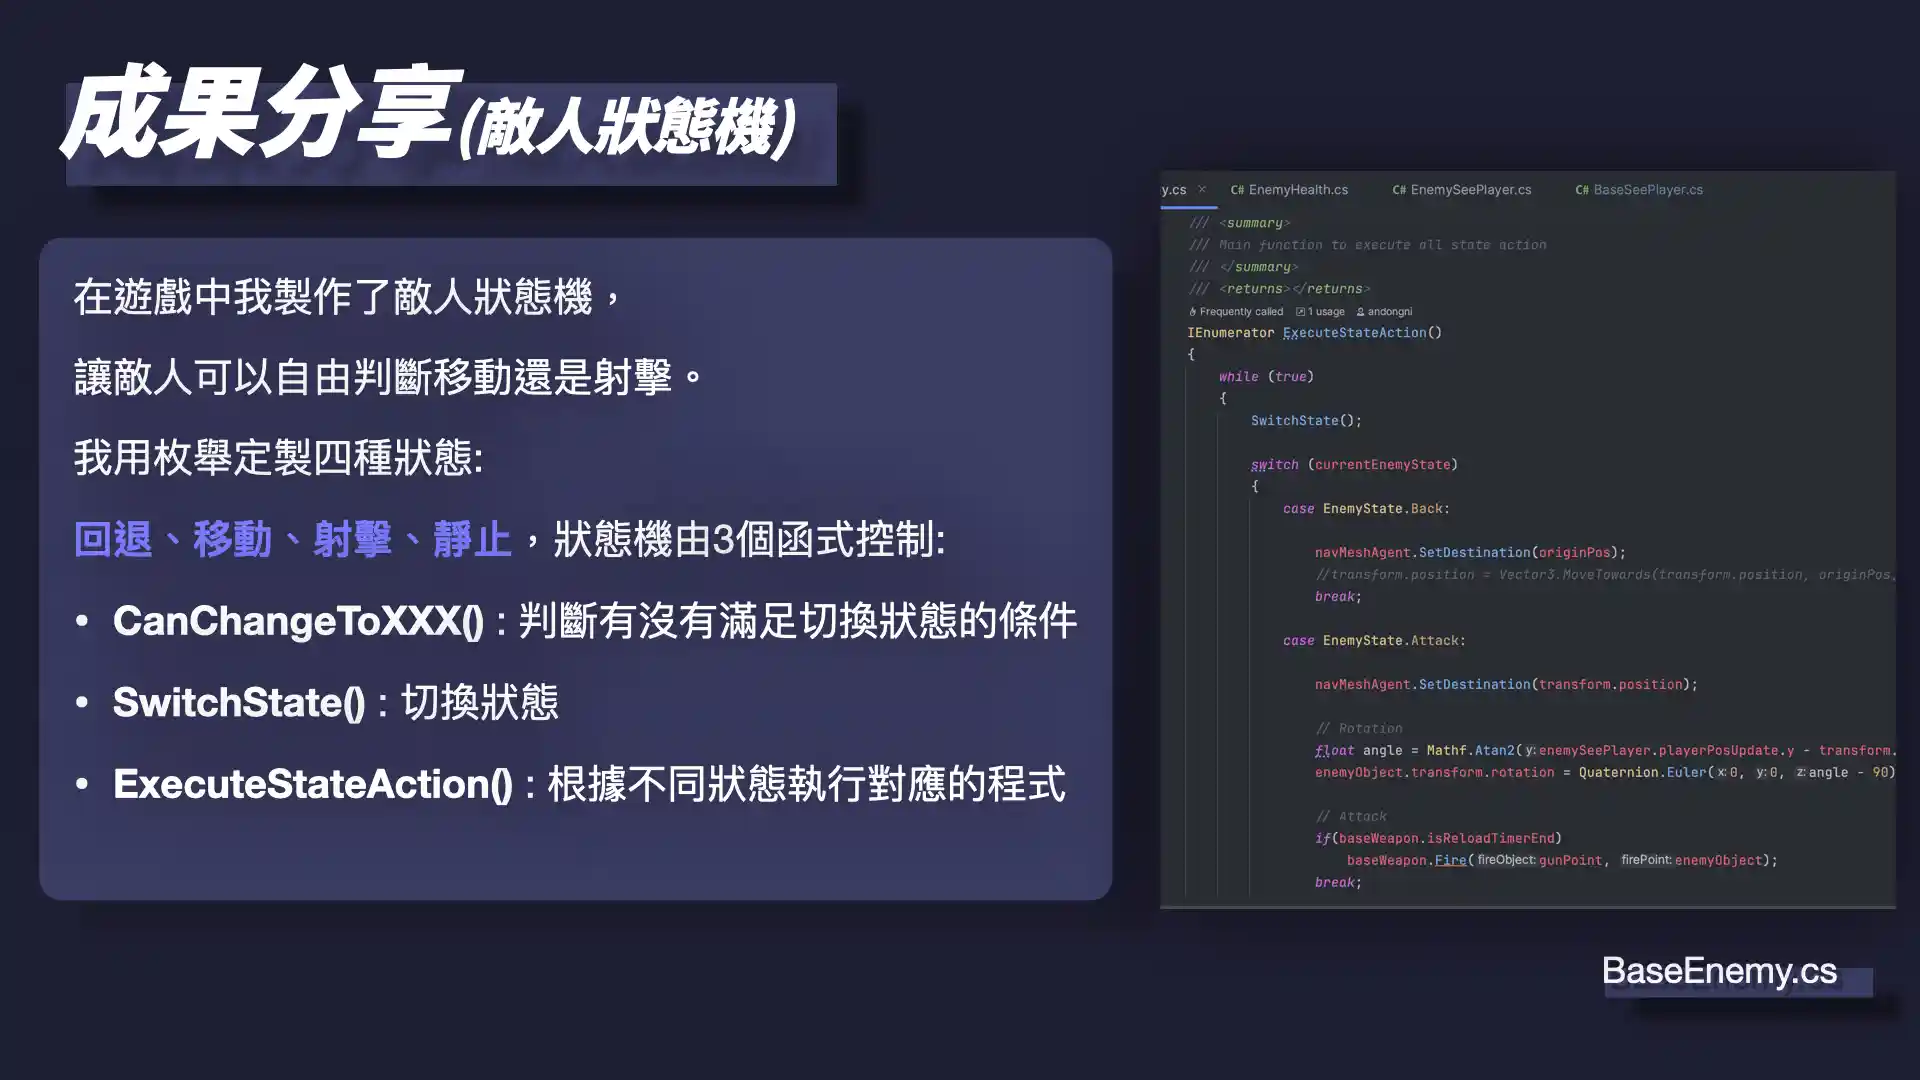 成果分享(敵人狀態機)
在遊戲中我製作了敵人狀態機，
讓敵人可以自由判斷移動還是射擊。
我用枚舉定製四種狀態:
回退、移動、射擊、靜止，狀態機由3個函式控制:
• CanChangeToXXX() : 判斷有沒有滿足切換狀態的條件
• SwitchState() : 切換狀態
• ExecuteStateAction() : 根據不同狀態執行對應的程式
y.cs × C# EnemyHealth.cs C# EnemySeePlayer.cs C# BaseSeePlayer.cs
/// <summary>
/// Main function to execute all state action
/// </summary>
/// <returns></returns>
Frequently called 1 usage andongni
IEnumerator ExecuteStateAction()
{
while (true)
{
SwitchState();
switch (currentEnemyState)
{
case EnemyState.Back:
navMeshAgent.SetDestination(originPos);
//transform.position = Vector3.MoveTowards(transform.position, originPos,
break;
case EnemyState.Attack:
navMeshAgent.SetDestination(transform.position);
// Rotation
float angle = Mathf.Atan2(y:enemySeePlayer.playerPosUpdate.y - transform.
enemyObject.transform.rotation = Quaternion.Euler(x:0, y:0, z:angle - 90)
// Attack
if(baseWeapon.isReloadTimerEnd)
baseWeapon.Fire(fireObject:gunPoint, firePoint:enemyObject);
break;
BaseEnemy.cs